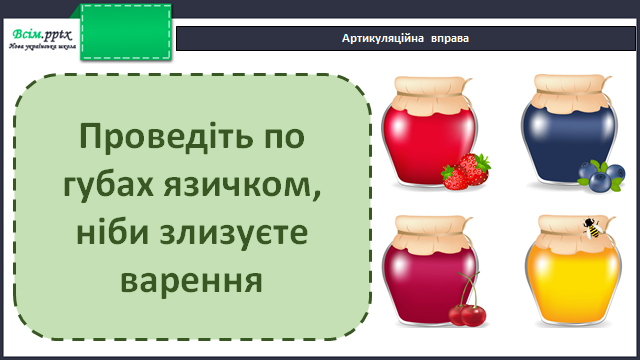 Всім.pptx
Нова українська школа
Артикуляційна вправа
Проведіть по
губах язичком,
ніби злизуєте
варення